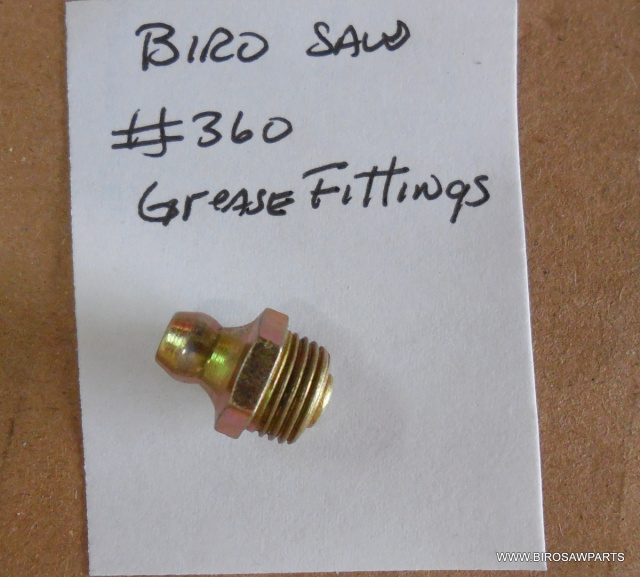 BIRO SAW
#360
GREASE FITTINGS
WWW.BIROSAWPARTS